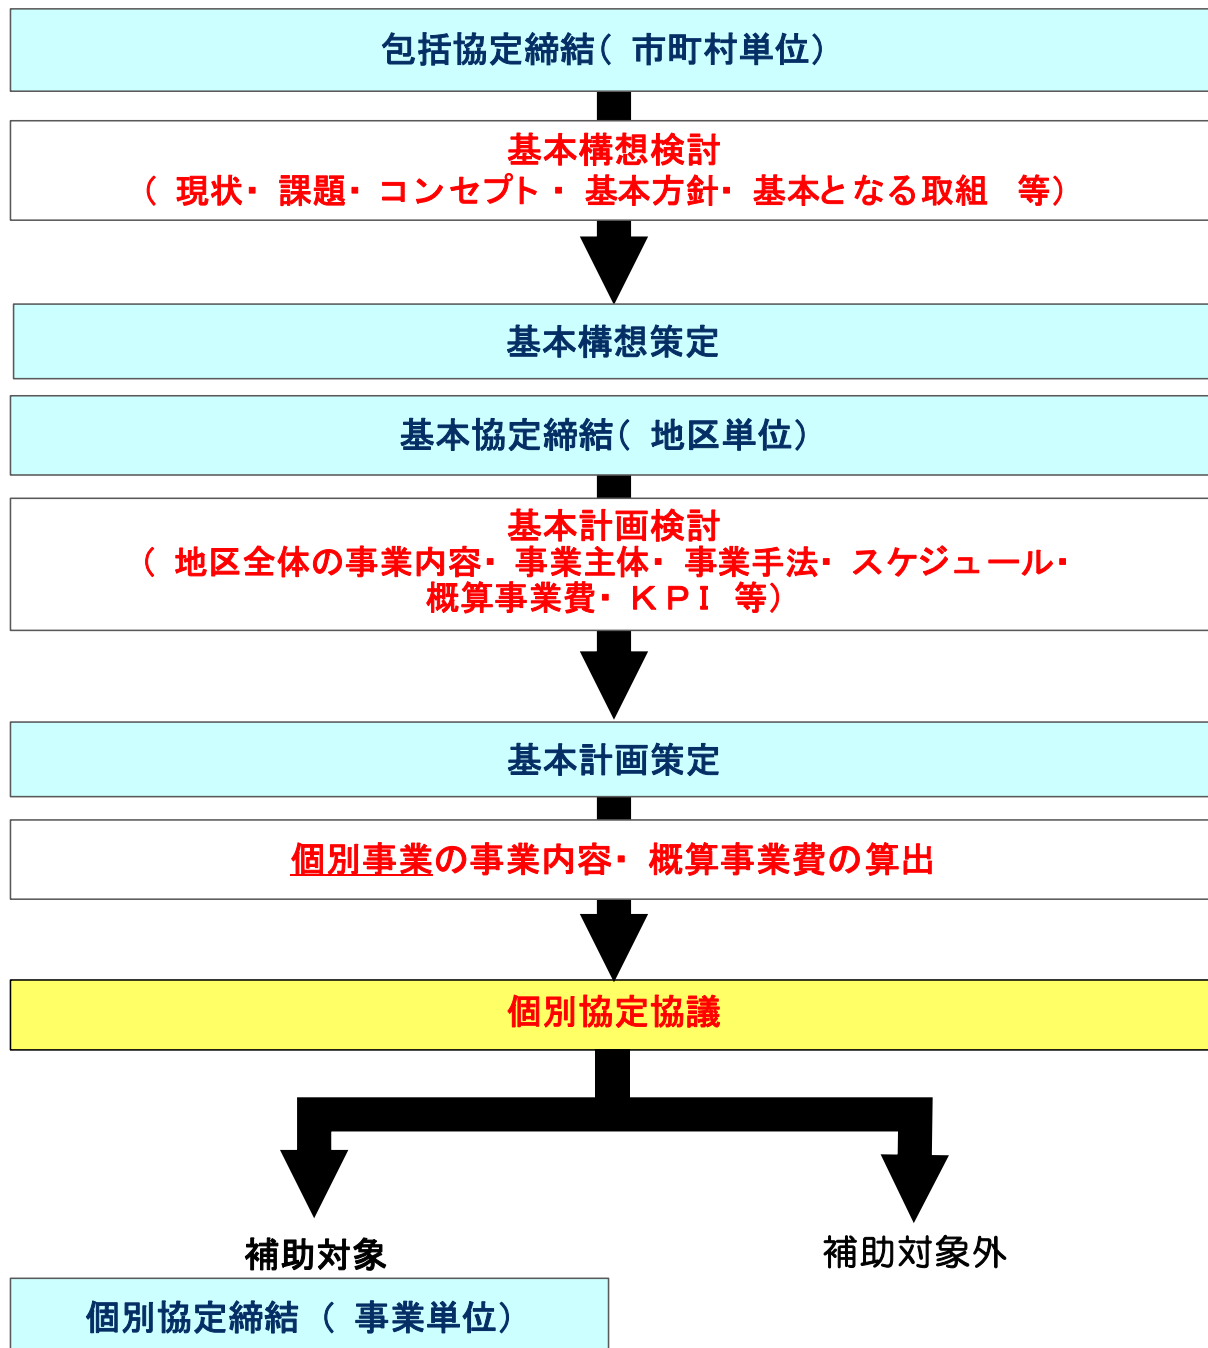 包括協定締結（市町村単位）
基本構想検討
（現状・課題・コンセプト・基本方針・基本となる取組　等）
基本構想策定
基本協定締結（地区単位）
基本計画検討
（地区全体の事業内容・事業主体・事業手法・スケジュール・
概算事業費・ＫＰＩ　等）
基本計画策定
個別事業の事業内容・概算事業費の算出
個別協定協議
補助対象
補助対象外
個別協定締結（事業単位）